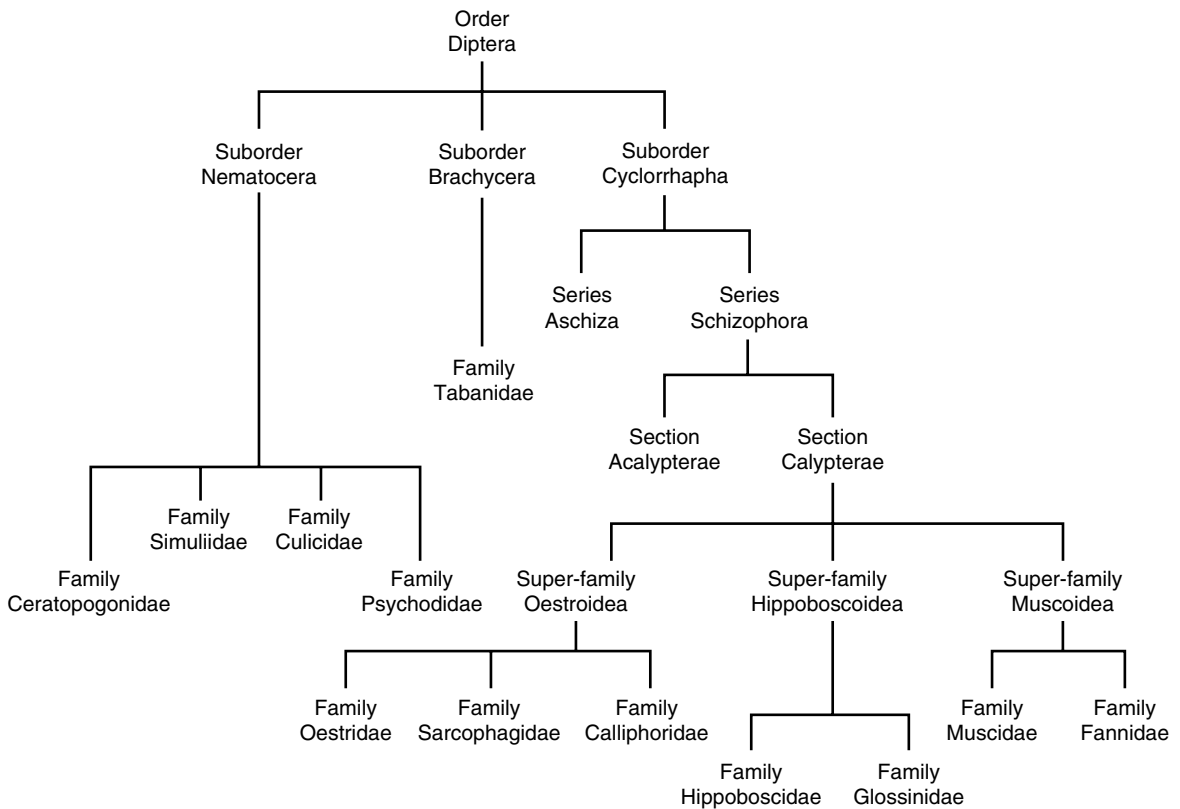 Order
Diptera
Suborder
Nematocera
Suborder
Brachycera
Suborder
Cyclorrhapha
Series
Aschiza
Series
Schizophora
Family
Tabanidae
Section
Acalypterae
Section
Calypterae
Family
Simuliidae
Family
Culicidae
Family
Ceratopogonidae
Family
Psychodidae
Super-family
Oestroidea
Super-family
Hippoboscoidea
Super-family
Muscoidea
Family
Oestridae
Family
Sarcophagidae
Family
Calliphoridae
Family
Muscidae
Family
Fannidae
Family
Hippoboscidae
Family
Glossinidae